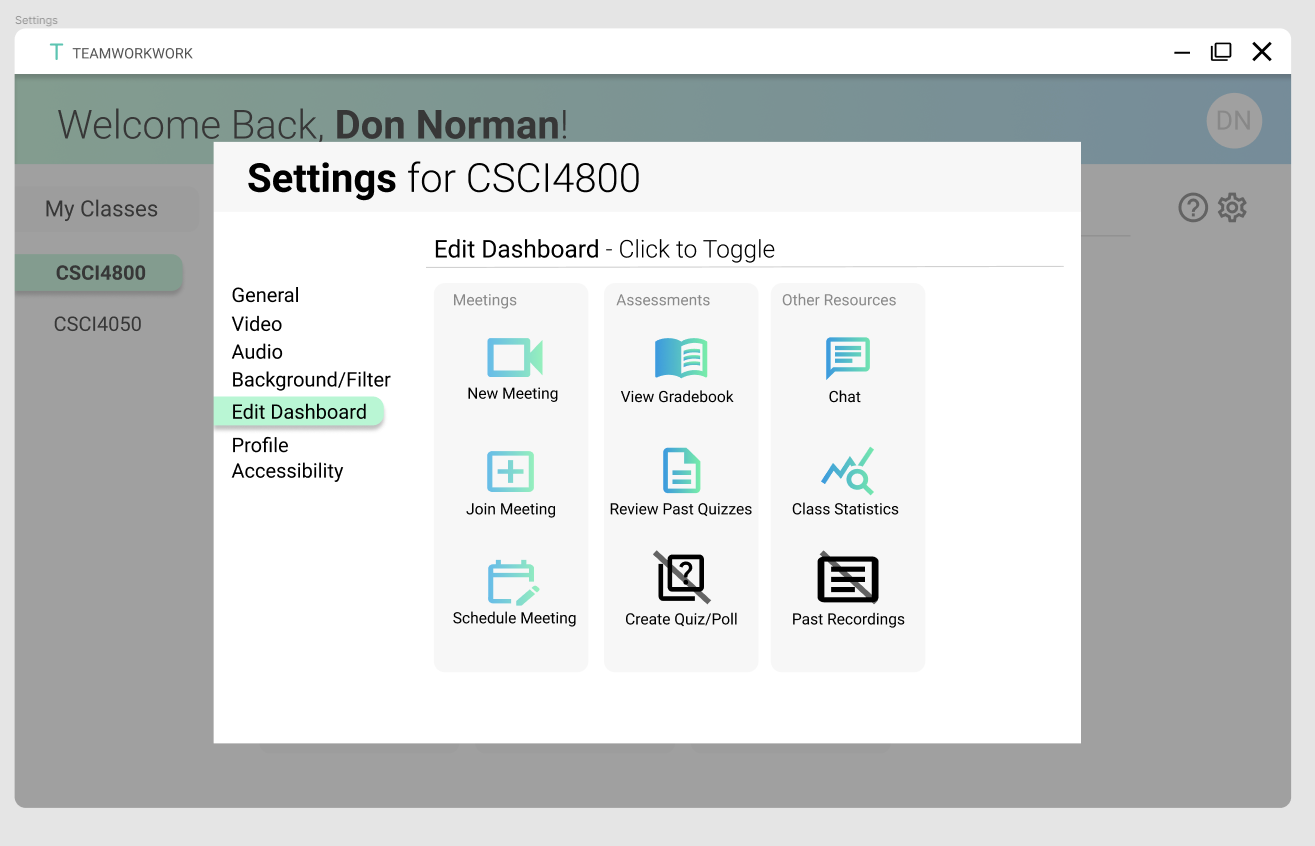 Settings
T TEAMWORKWORK
Welcome Back, Don Norman!
DN
Settings for CSCI4800
My Classes
CSCI4800
CSCI4050
Edit Dashboard - Click to Toggle
General
Video
Audio
Background/Filter
Edit Dashboard
Profile
Accessibility
Meetings
New Meeting
Join Meeting
Schedule Meeting
Assessments
View Gradebook
Review Past Quizzes
Create Quiz/Poll
Other Resources
Chat
Class Statistics
Past Recordings